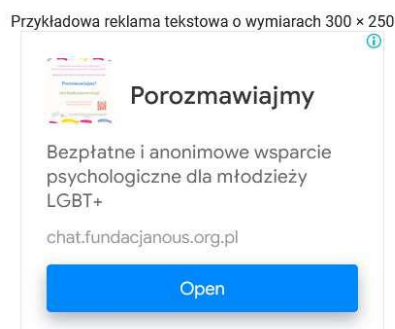 Przykładowa reklama tekstowa o wymiarach 300 × 250
Porozmawiajmy
Bezpłatne i anonimowe wsparcie
psychologiczne dla młodzieży
LGBT+
chat.fundacjanous.org.pl
Open